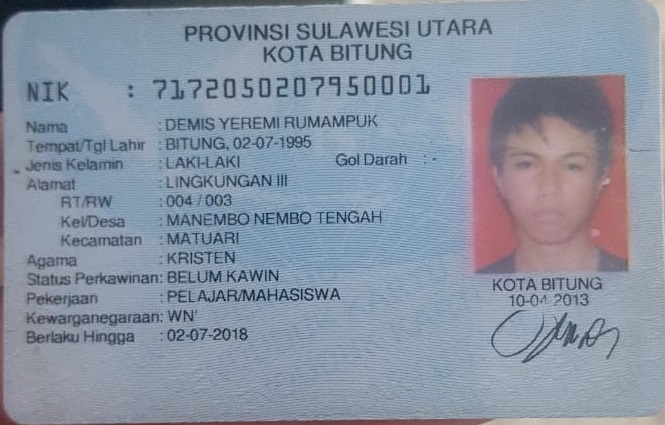 PROVINSI SULAWESI UTARA
KOTA BITUNG
NIK : 7172050207950001
Nama : DEMIS YEREMI RUMAMPUK
Tempat/Tgl Lahir : BITUNG, 02-07-1995
Jenis Kelamin : LAKI-LAKI Gol Darah : -
Alamat : LINGKUNGAN III
RT/RW : 004 / 003
Kel/Desa : MANEMBO NEMBO TENGAH
Kecamatan : MATUARI
Agama : KRISTEN
Status Perkawinan: BELUM KAWIN
Pekerjaan : PELAJAR/MAHASISWA
Kewarganegaraan: WN'
Berlaku Hingga : 02-07-2018
KOTA BITUNG
10-04 2013